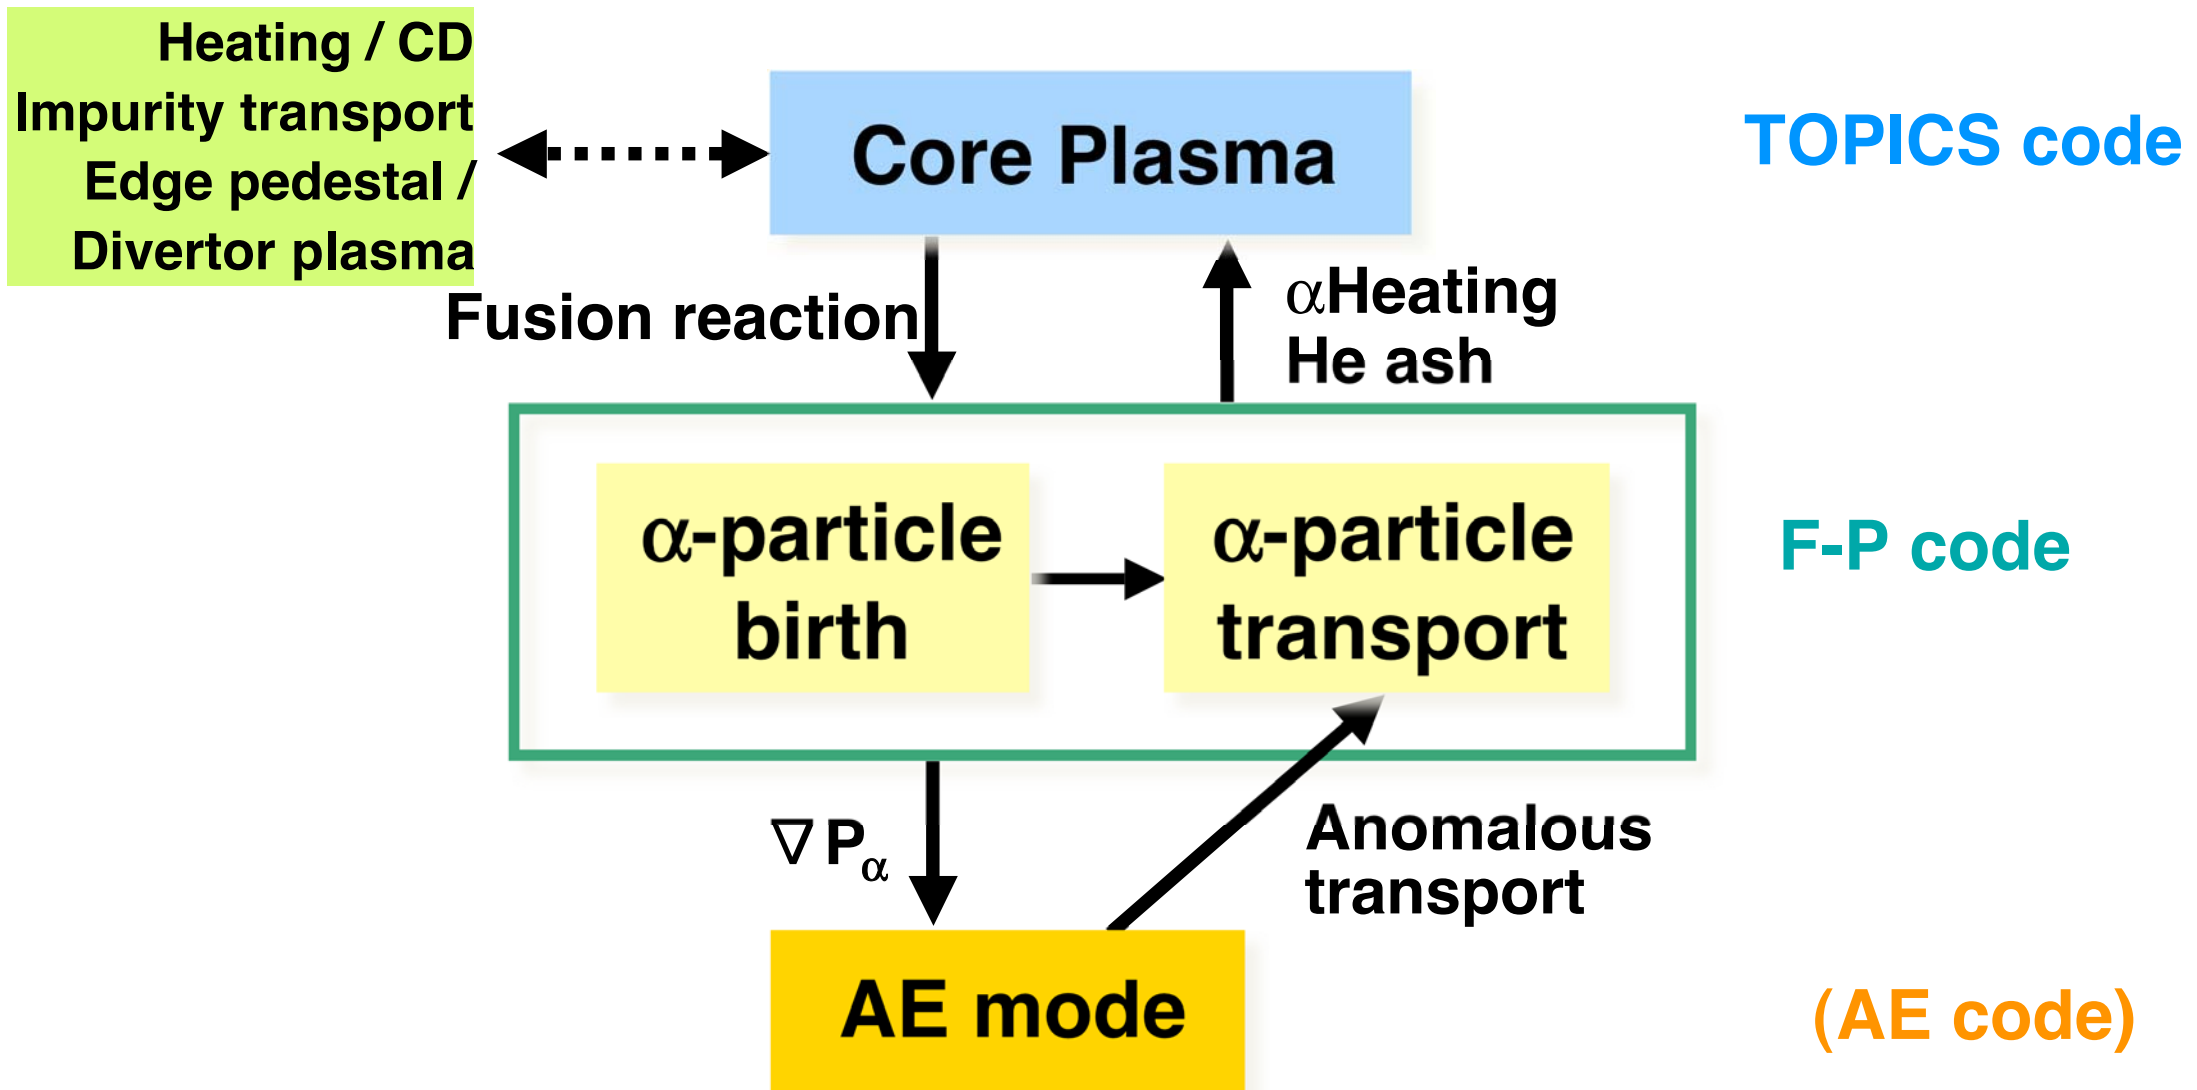 Heating / CD
Impurity transport
Edge pedestal /
Divertor plasma
Core Plasma
TOPICS code
Fusion reaction
αHeating
He ash
α-particle
birth
α-particle
transport
F-P code
∇ Pα
Anomalous
transport
AE mode
(AE code)